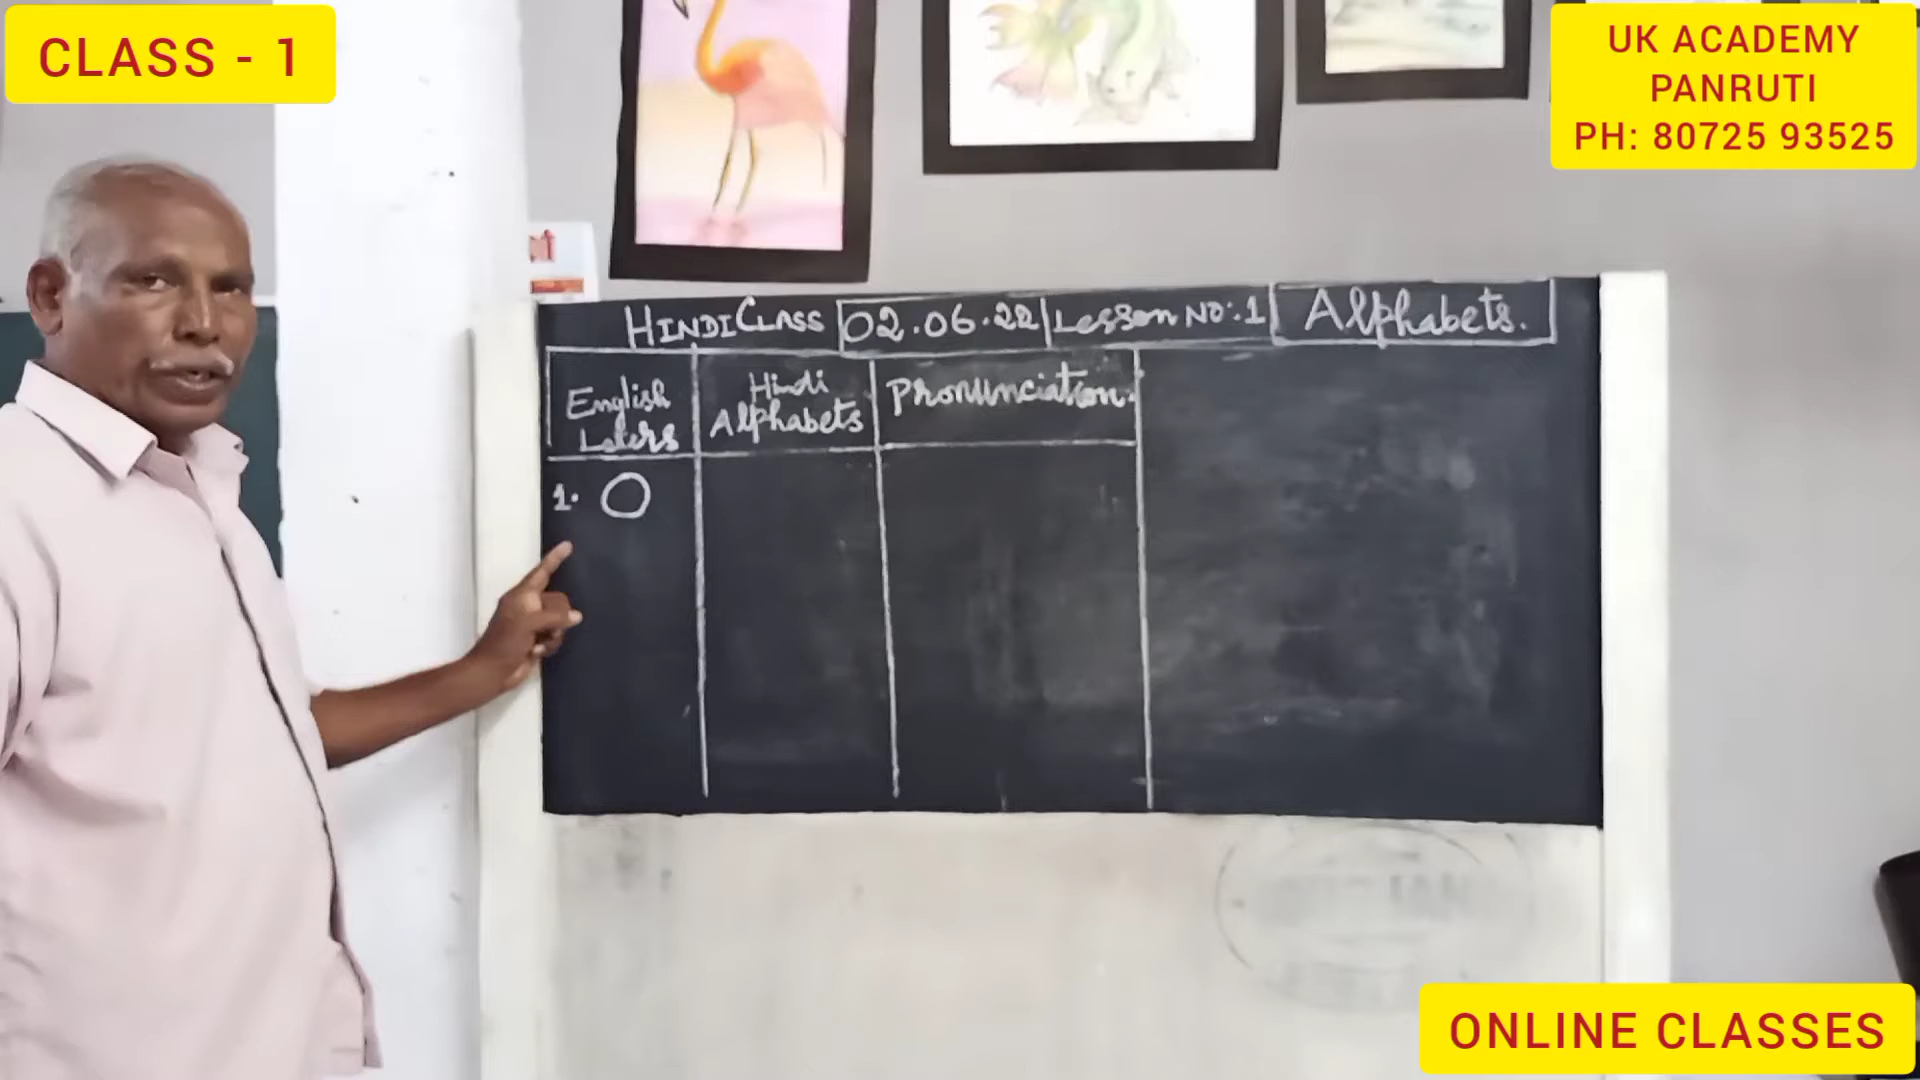 CLASS - 1
UK ACADEMY
PANRUTI
PH: 80725 93525
HINDI CLASS 02.06.22 Lesson NO:.1 Alphabets.
English
Hindi
Alphabets
Pronunciation.
1. O
ONLINE CLASSES